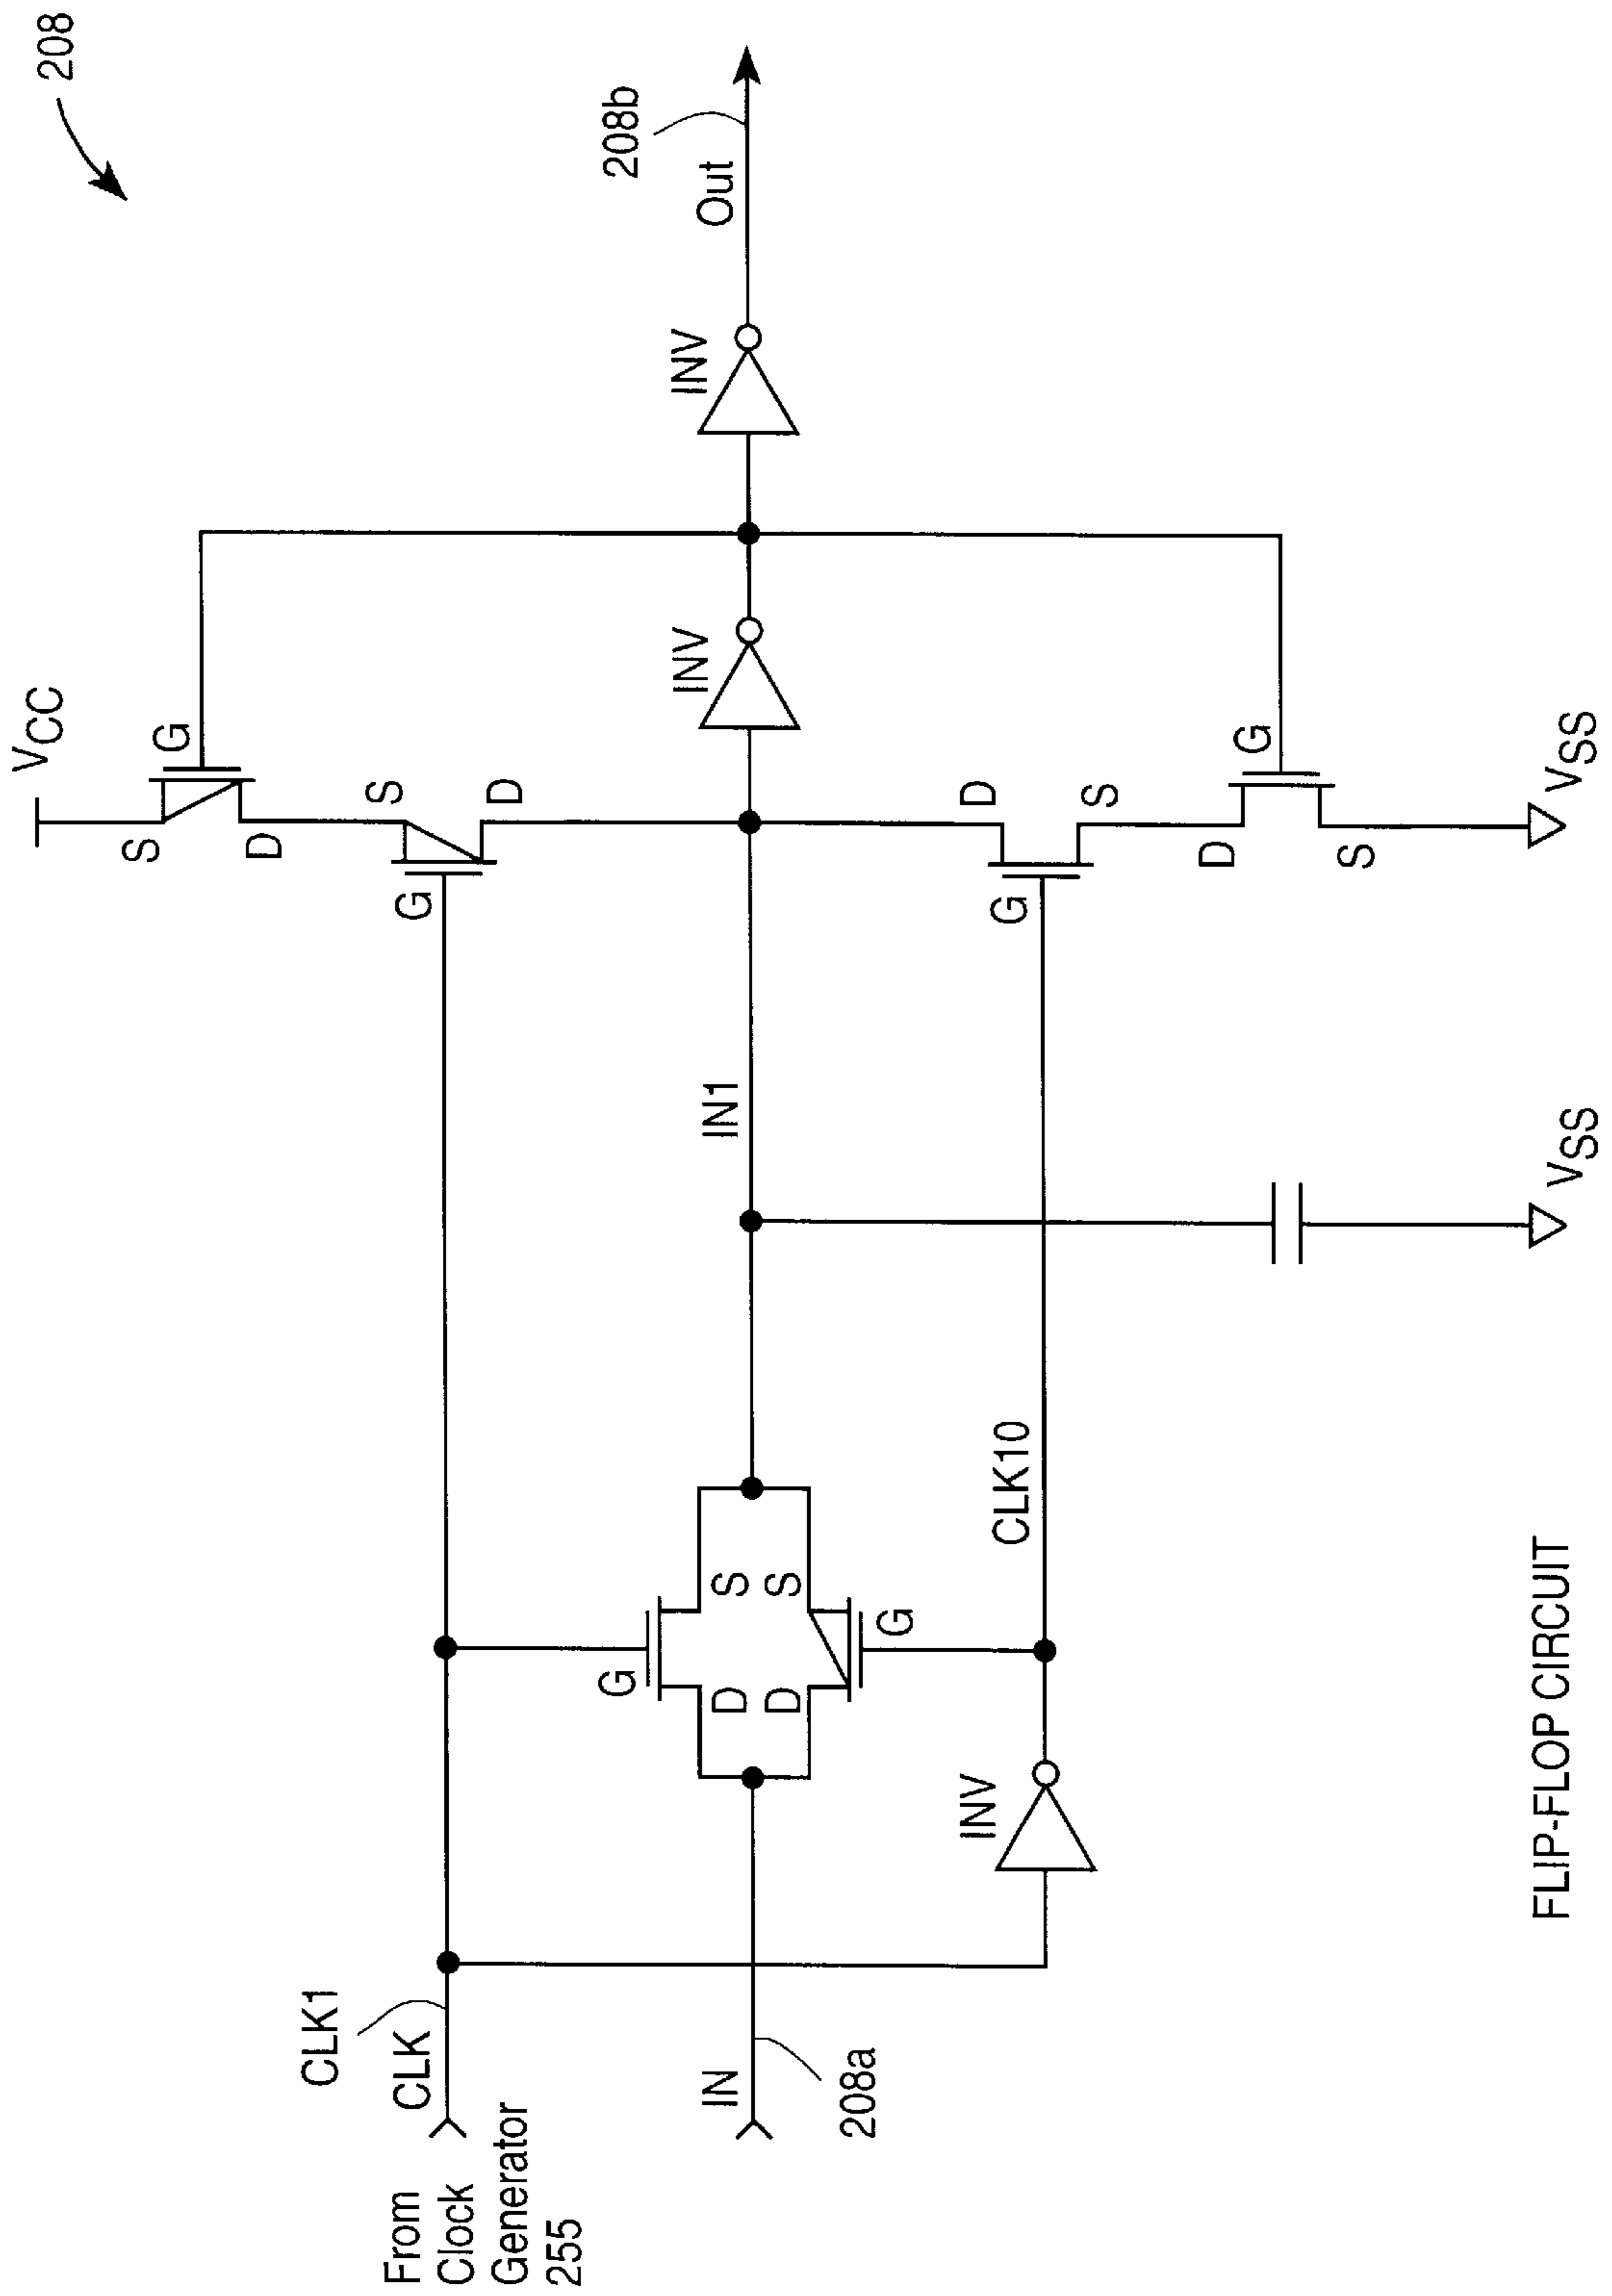 208
VCC
S
G
D
S
G
D
CLK1
CLK
From
Clock
Generator
255
G
D
S
D
S
G
IN
208a
IN1
INV
INV
Out
208b
INV
CLK10
G
D
S
D
G
S
VSS
VSS
FLIP-FLOP CIRCUIT